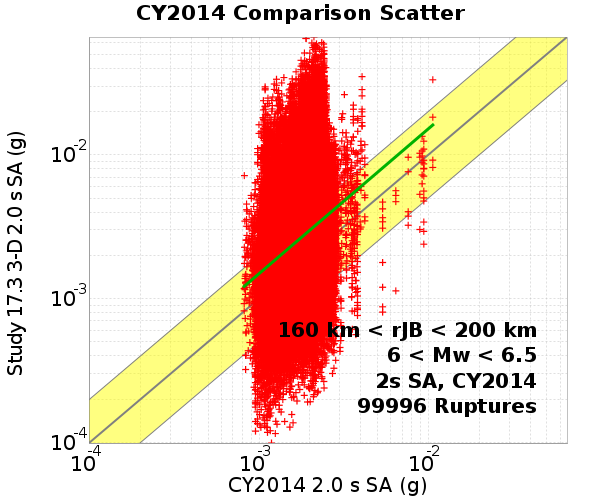 CY2014 Comparison Scatter
Study 17.3 3-D 2.0 s SA (g)
10-2
10-3
10-4
160 km < rJB < 200 km
6 < Mw < 6.5
2s SA, CY2014
99996 Ruptures
10-4 10-3 10-2
CY2014 2.0 s SA (g)